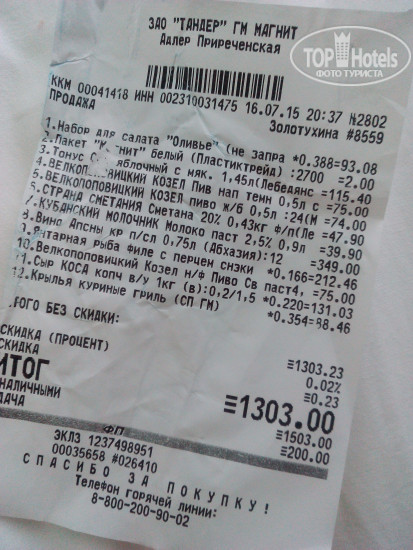 ЗАО "ТАНДЕР" ГМ МАГНИТ
Адлер Приреченская
TOP Hotels
ФОТО ТУРИСТА
ККМ 00041418 ИНН 002310031475 16.07.15 20:37 №2802
ПРОДАЖА Золотухина #8559
1.Набор для салата "Оливье" (не запра *0.388=93.08
2.Пакет "М гнит" белый (Пластиктрейд) :2700 =2.00
3.Тонус С яблочный с мяк. 1,45л(Лебедянс =115.40
4.ВЕЛКОПО ИЦКИЙ КОЗЕЛ Пив нап темн 0,5л с =75.00
5.ВЕЛКОПОПОВИЦКИЙ КОЗЕЛ пиво ж/б 0,5л :24(М =74.00
6.СТРАНА СМЕТАНИЯ Сметана 20% 0,43кг ф/п(Ле =47.90
7.КУБАНСКИЙ МОЛОЧНИК Молоко паст 2,5% 0,9л =39.90
8.Вино Апсны кр п/сл 0,75л (Абхазия):12 =349.00
Янтарная рыба Филе с перчен снэки *0.166=212.46
10.Велкопоповичкий Козел н/ф Пиво Св паст4, =75.00
11.Сыр КОСА копч в/у 1кг (в):0,2/1,5 *0.220=131.03
12.Крылья куриные гриль (СП ГМ) *0.354=88.46
ОГО БЕЗ СКИДКИ: ≡1303.23
СКИДКА (ПРОЦЕНТ) 0.02%
СКИДКА ≡0.23
ИТОГ ≡1303.00
НАЛИЧНЫМИ ≡1503.00
ДАЧА ≡200.00
ФП
ЭКЛЗ 1237498951
00035658 #026410
СПАСИБО ЗА ПОКУПКУ!
Телефон горячей линии:
8-800-200-90-02